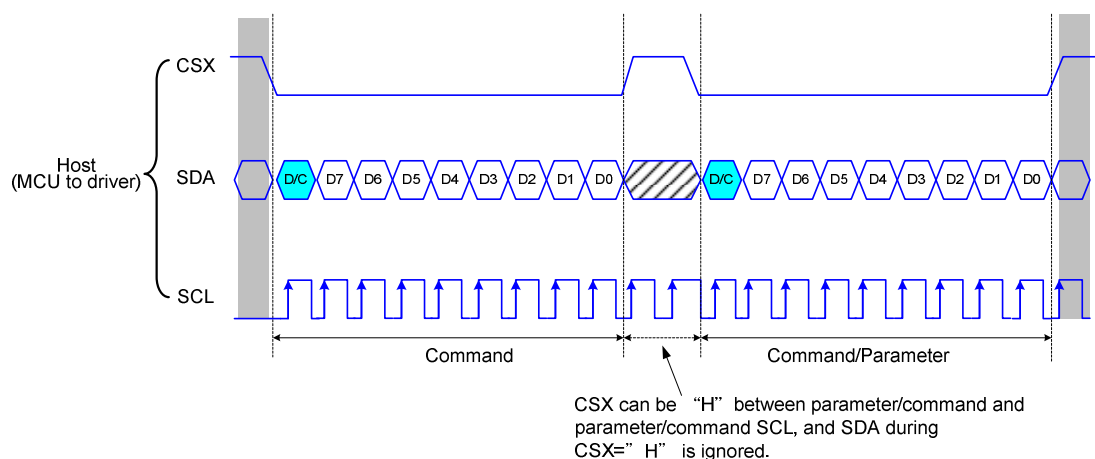 CSX
Host
(MCU to driver)
SDA
D/C D7 D6 D5 D4 D3 D2 D1 D0 D/C D7 D6 D5 D4 D3 D2 D1 D0
SCL
Command Command/Parameter
CSX can be “H” between parameter/command and
parameter/command SCL, and SDA during
CSX=”H” is ignored.